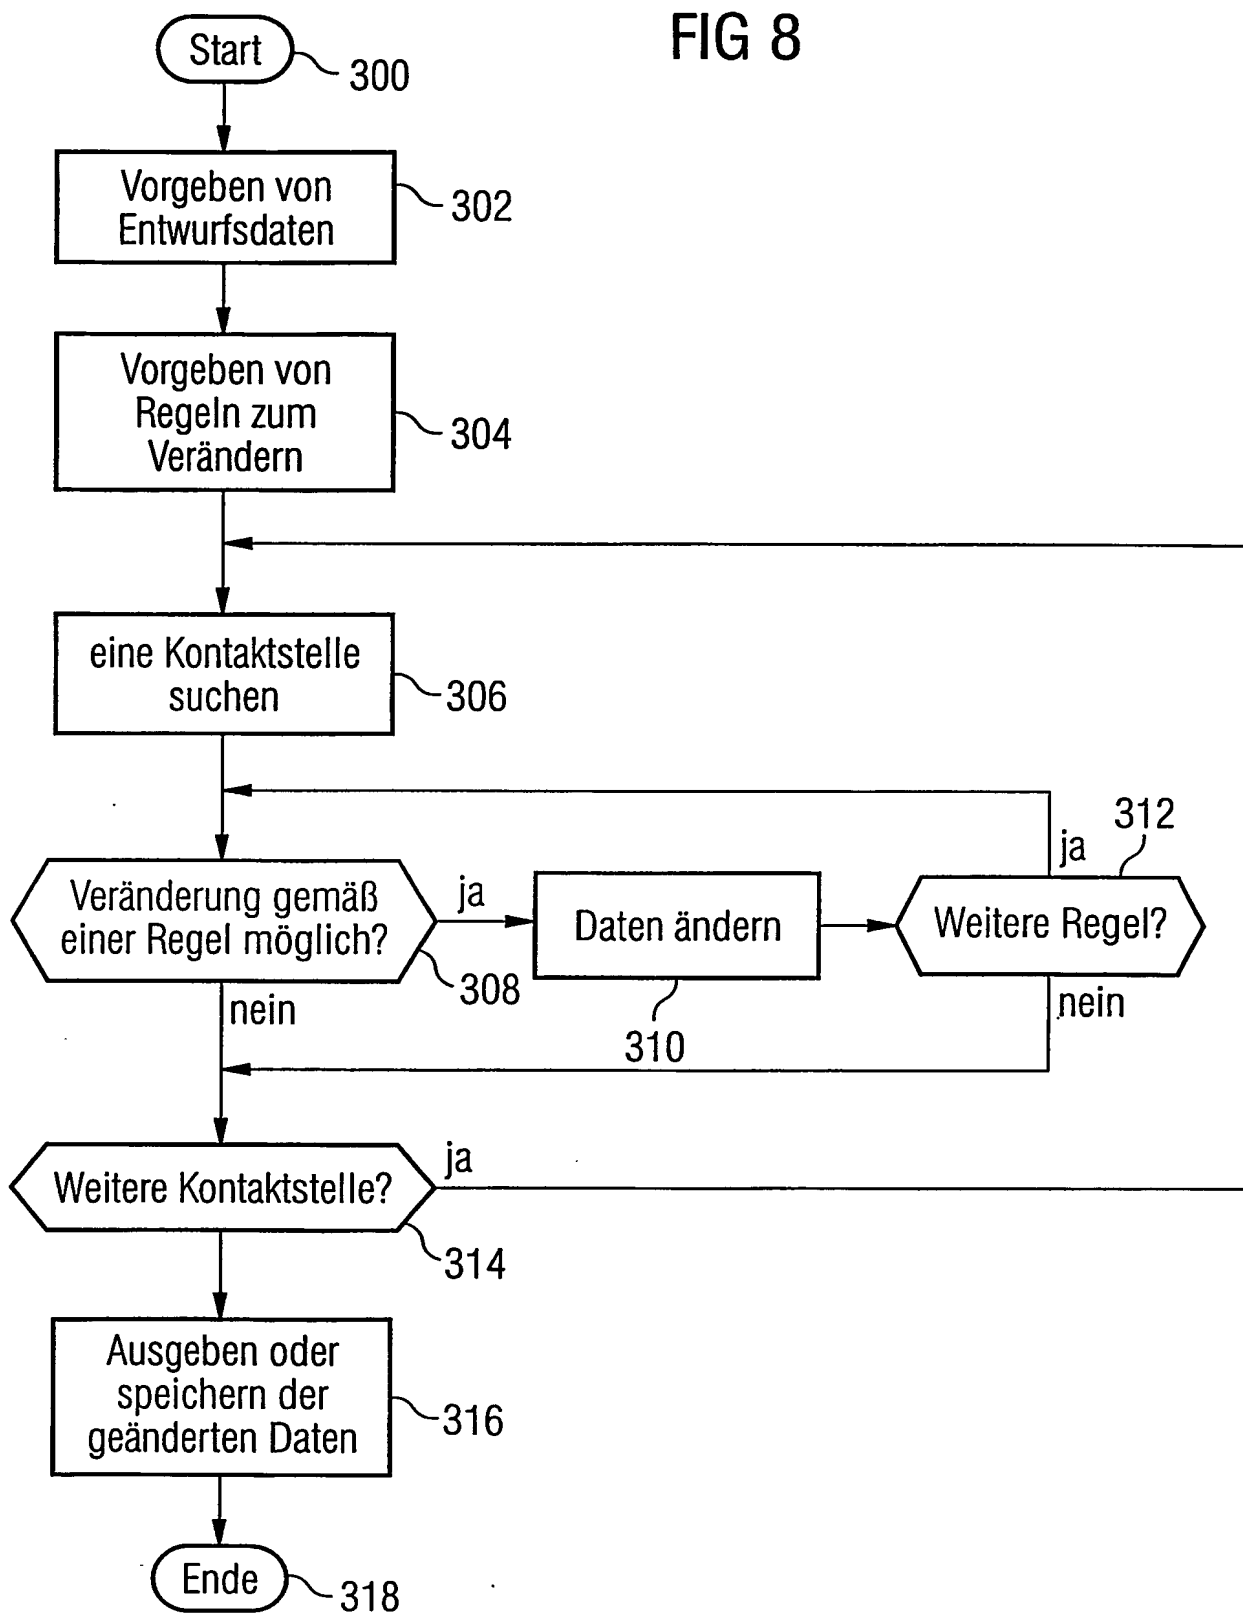 FIG 8
Start
300
Vorgeben von
Entwurfsdaten
302
Vorgeben von
Regeln zum
Verändern
304
eine Kontaktstelle
suchen
306
Veränderung gemäß
einer Regel möglich?
308
ja
nein
Daten ändern
310
Weitere Regel?
312
ja
nein
Weitere Kontaktstelle?
314
ja
Ausgeben oder
speichern der
geänderten Daten
316
Ende
318